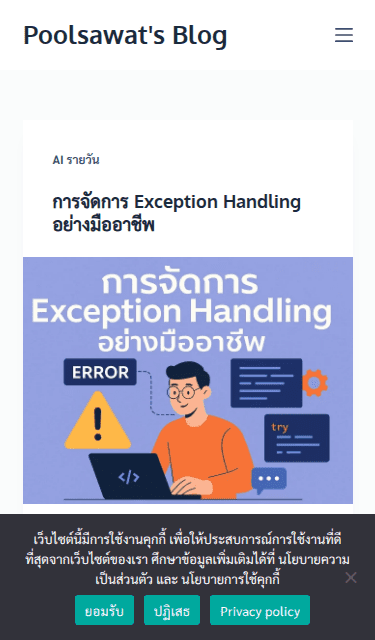 Poolsawat's Blog
AI รายวัน
การจัดการ Exception Handling
อย่างมืออาชีพ
การจัดการ
Exception Handling
อย่างมืออาชีพ
ERROR
try
</>
เว็บไซต์นี้มีการใช้งานคุกกี้ เพื่อให้ประสบการณ์การใช้งานที่ดี
ที่สุดจากเว็บไซต์ของเรา ศึกษาข้อมูลเพิ่มเติมได้ที่ นโยบายความ
เป็นส่วนตัว และ นโยบายการใช้คุกกี้
ยอมรับ
ปฏิเสธ
Privacy policy